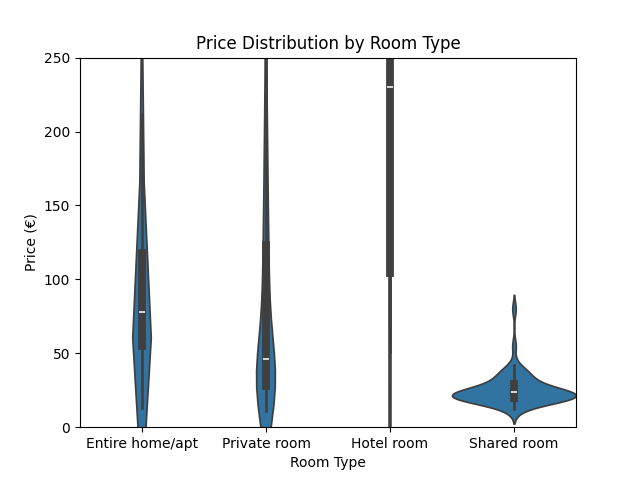 Price Distribution by Room Type
250
200
150
100
50
0
Price (€)
Entire home/apt Private room Hotel room Shared room
Room Type